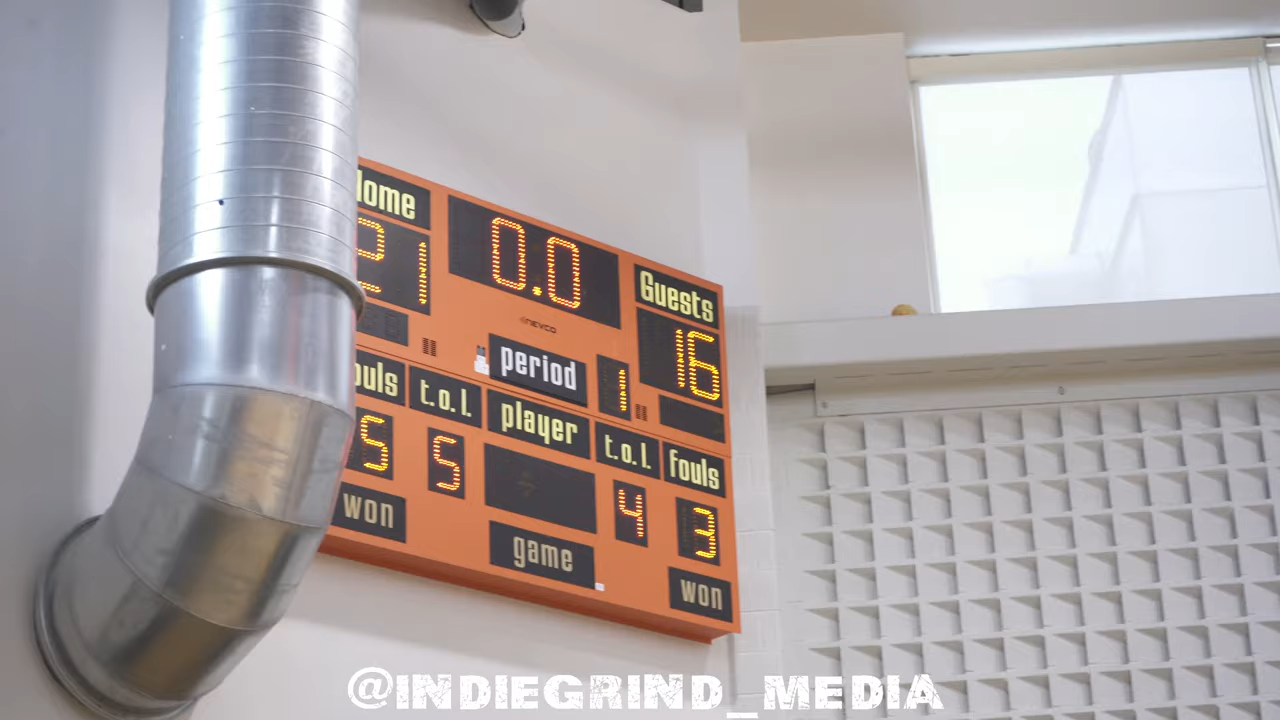 Home
0.0
Guests
21
16
NEVCO
period
1
fouls
t.o.l.
player
t.o.l.
fouls
5
5
4
3
won
game
won
@INDIEGRIND_MEDIA